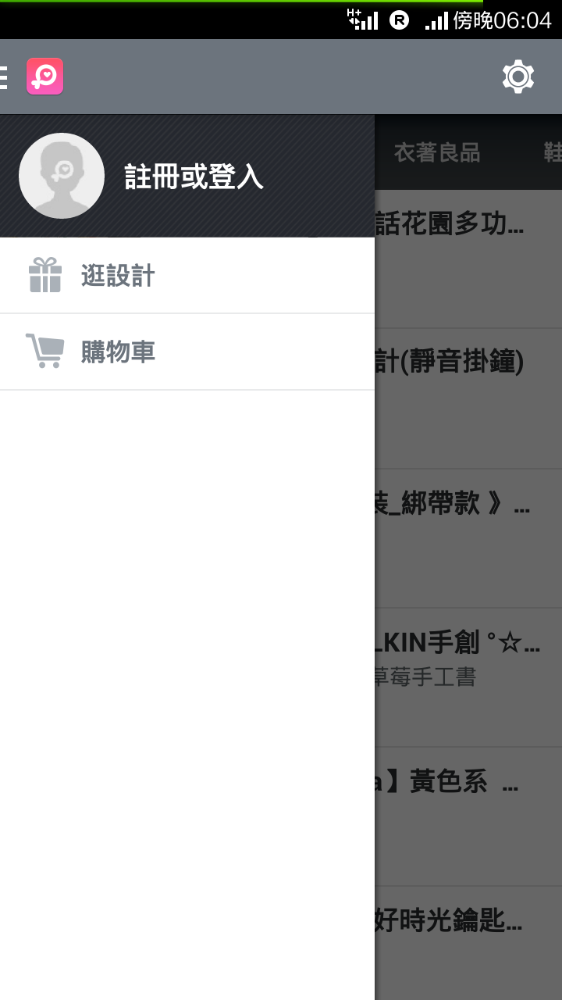 傍晚06:04
註冊或登入
逛設計
購物車
衣著良品
鞋
話花園多功...
計(靜音掛鐘)
裝_綁帶款 》...
LKIN手創 °☆...
草莓手工書
a】黃色系 ...
好時光鑰匙...